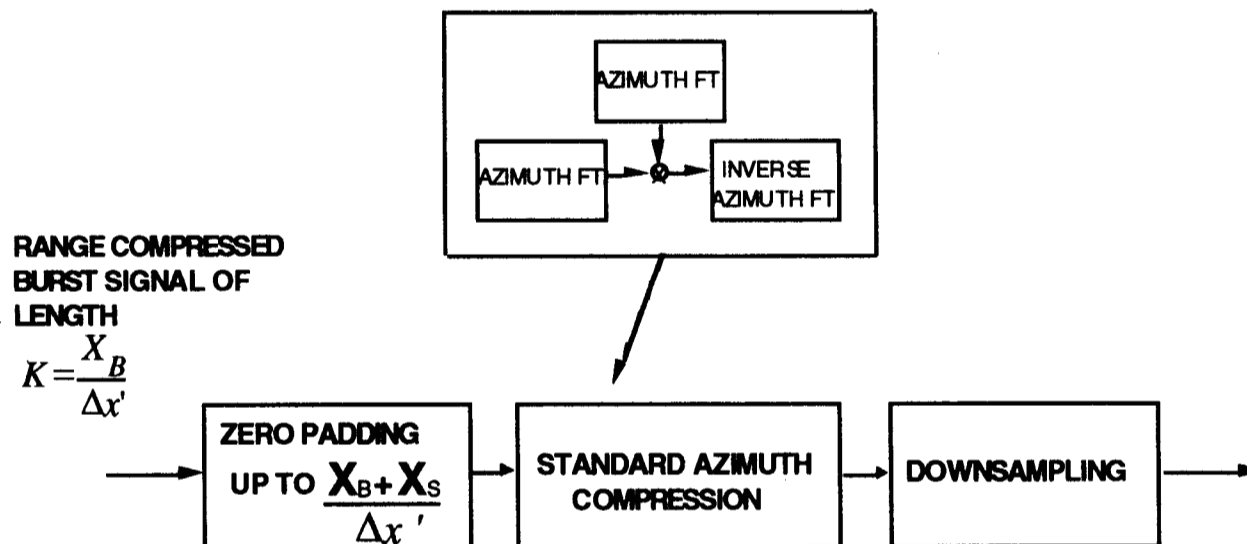 AZIMUTH FT
AZIMUTH FT
INVERSE
AZIMUTH FT
RANGE COMPRESSED
BURST SIGNAL OF
LENGTH
K = X_B / Δx'
ZERO PADDING
UP TO X_B + X_S / Δx'
STANDARD AZIMUTH
COMPRESSION
DOWNSAMPLING